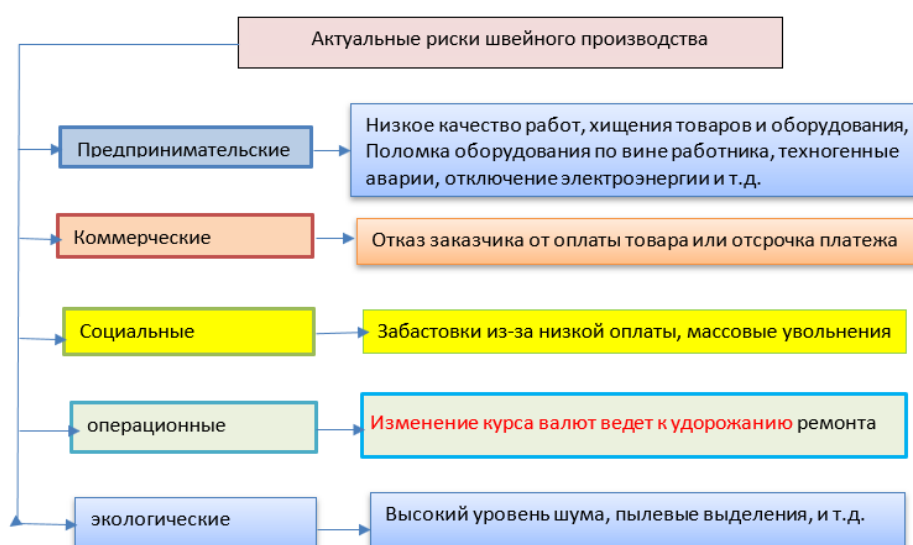 Актуальные риски швейного производства
Предпринимательские
Низкое качество работ, хищения товаров и оборудования,
Поломка оборудования по вине работника, техногенные
аварии, отключение электроэнергии и т.д.
Коммерческие
Отказ заказчика от оплаты товара или отсрочка платежа
Социальные
Забастовки из-за низкой оплаты, массовые увольнения
операционные
Изменение курса валют ведет к удорожанию ремонта
экологические
Высокий уровень шума, пылевые выделения, и т.д.